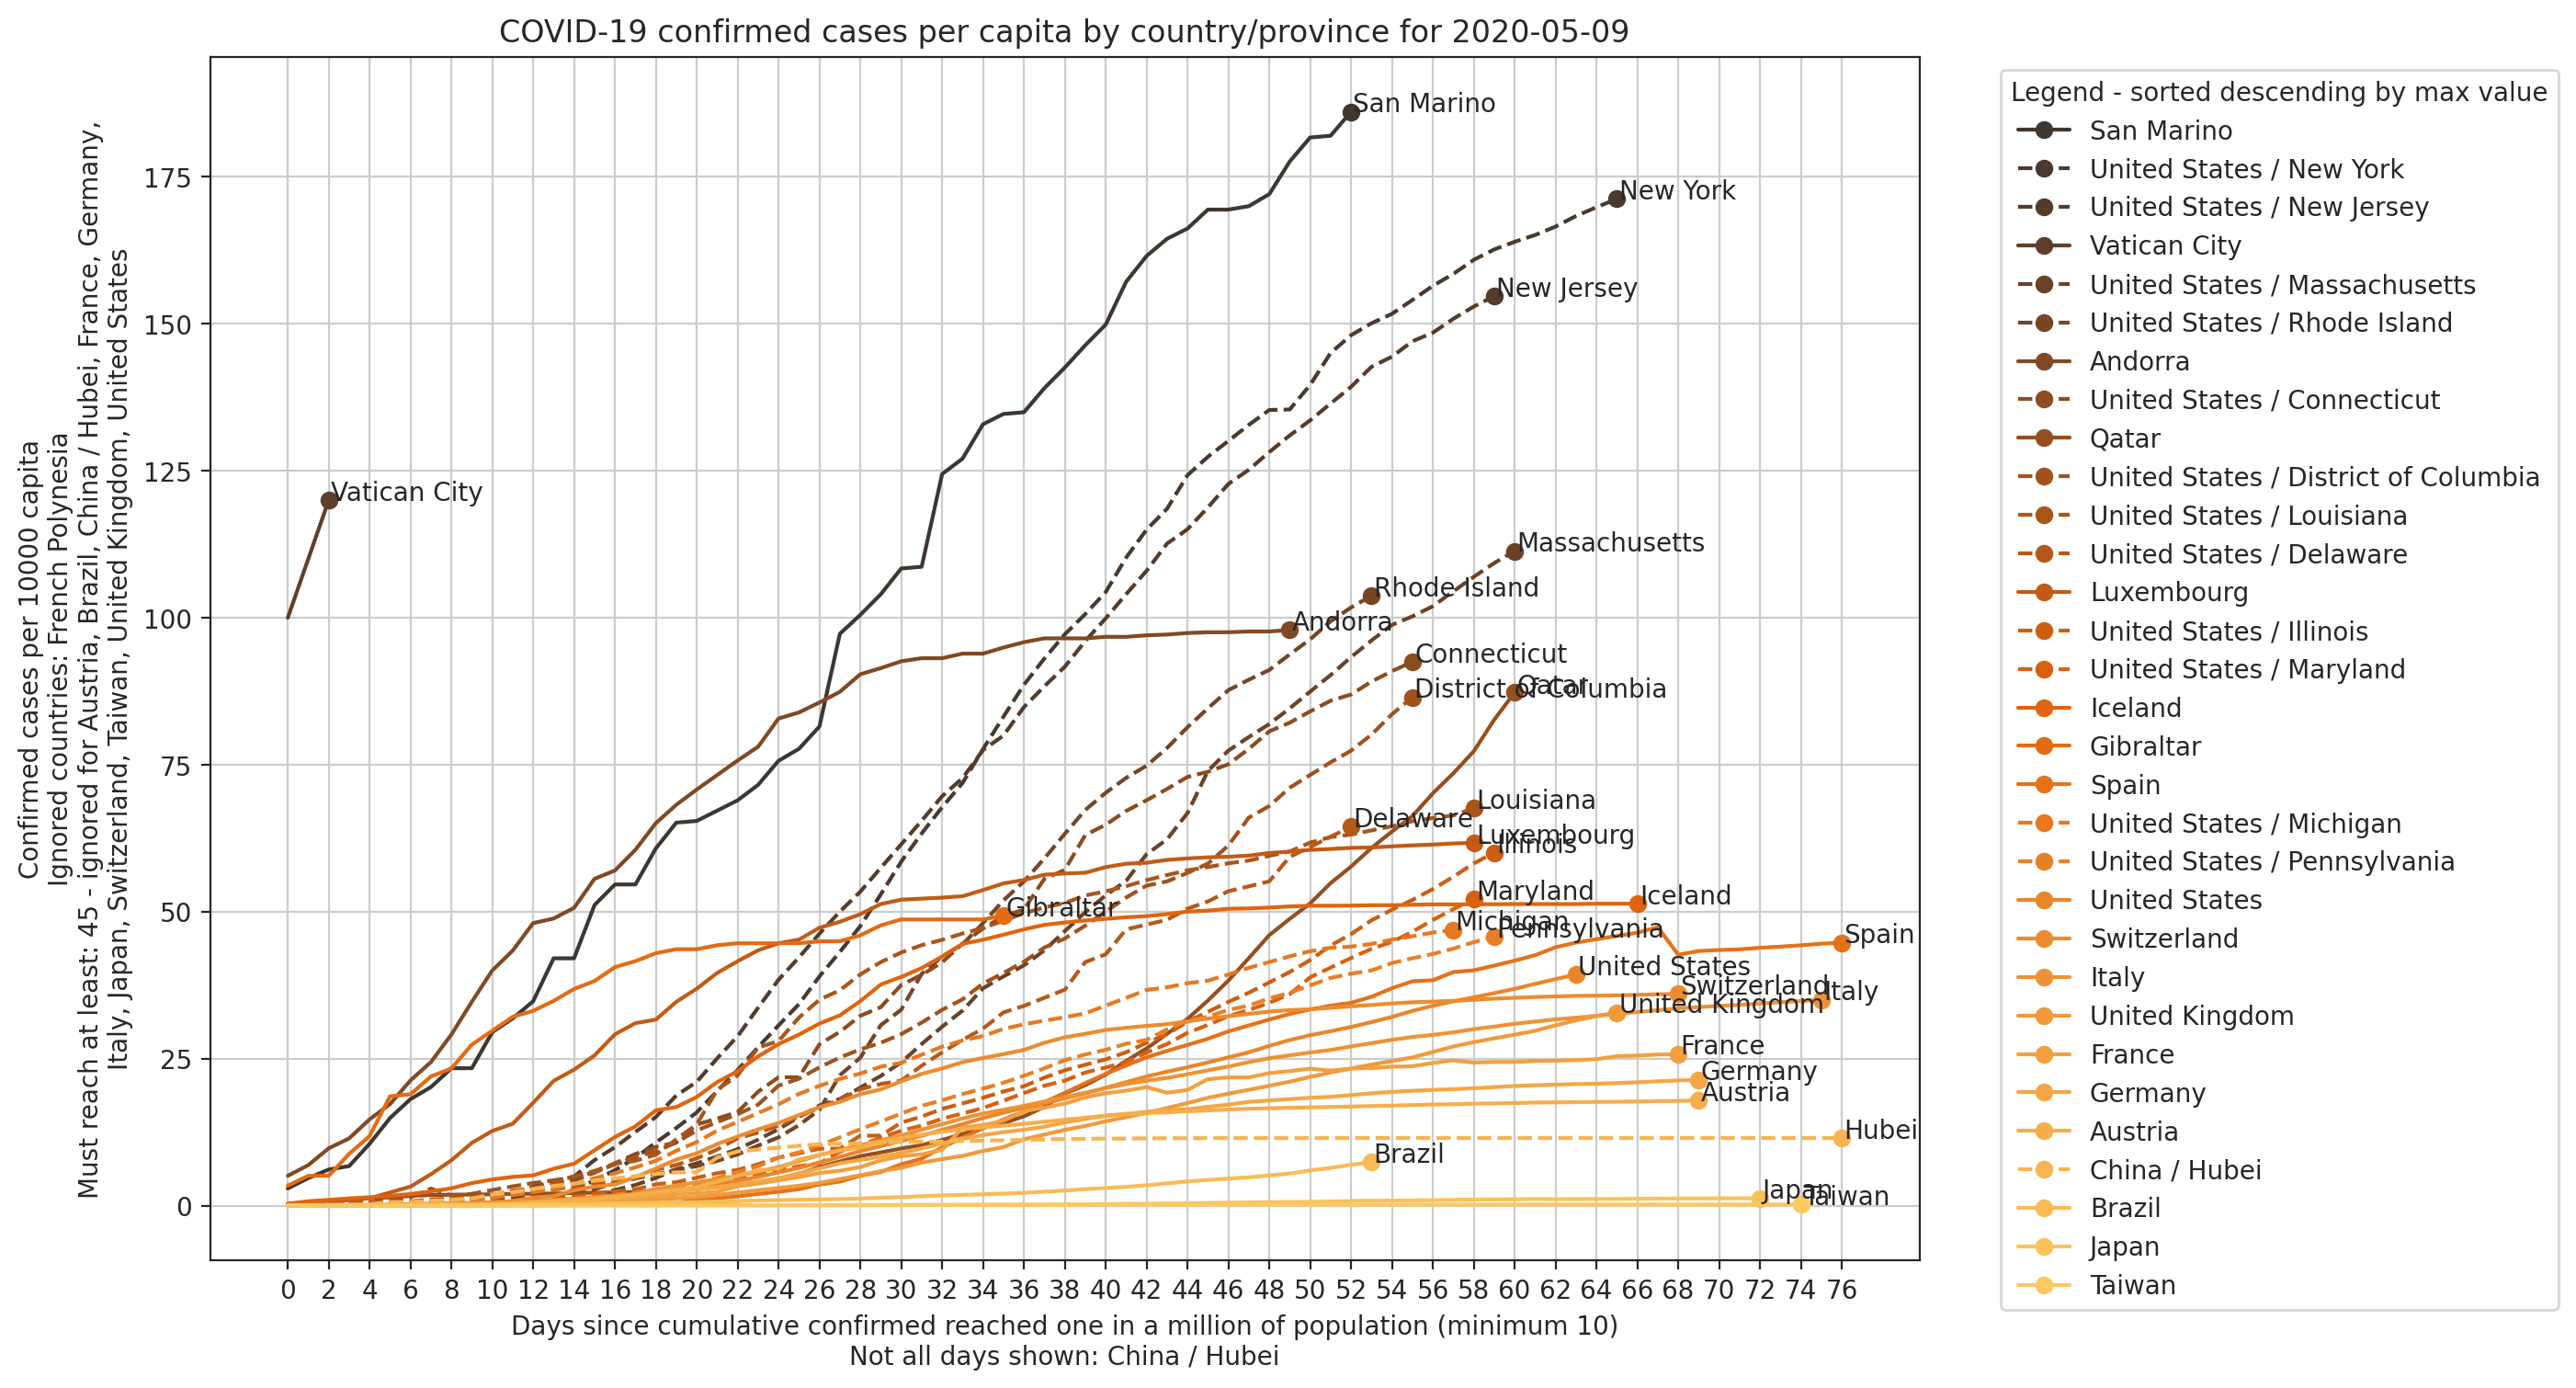 COVID-19 confirmed cases per capita by country/province for 2020-05-09
Confirmed cases per 10000 capita
Ignored countries: French Polynesia
Must reach at least: 45 - ignored for Austria, Brazil, China / Hubei, France, Germany,
Italy, Japan, Switzerland, Taiwan, United Kingdom, United States
175
150
125
100
75
50
25
0
San Marino
New York
New Jersey
Vatican City
Massachusetts
Rhode Island
Andorra
Connecticut
Qatar
District of Columbia
Louisiana
Delaware
Luxembourg
Illinois
Maryland
Iceland
Gibraltar
Michigan
Pennsylvania
Spain
United States
Switzerland
Italy
United Kingdom
France
Germany
Austria
Hubei
Brazil
Japan
Taiwan
0 2 4 6 8 10 12 14 16 18 20 22 24 26 28 30 32 34 36 38 40 42 44 46 48 50 52 54 56 58 60 62 64 66 68 70 72 74 76
Days since cumulative confirmed reached one in a million of population (minimum 10)
Not all days shown: China / Hubei
Legend - sorted descending by max value
San Marino
United States / New York
United States / New Jersey
Vatican City
United States / Massachusetts
United States / Rhode Island
Andorra
United States / Connecticut
Qatar
United States / District of Columbia
United States / Louisiana
United States / Delaware
Luxembourg
United States / Illinois
United States / Maryland
Iceland
Gibraltar
Spain
United States / Michigan
United States / Pennsylvania
United States
Switzerland
Italy
United Kingdom
France
Germany
Austria
China / Hubei
Brazil
Japan
Taiwan